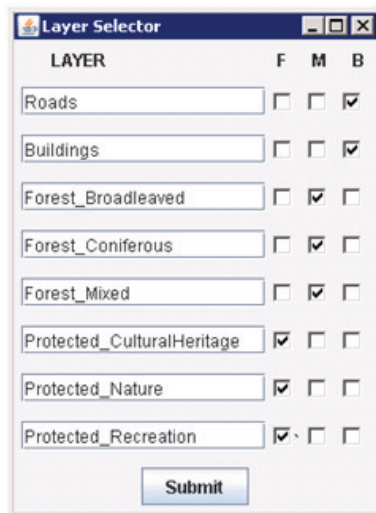 Layer Selector
LAYER F M B
Roads
Buildings
Forest_Broadleaved
Forest_Coniferous
Forest_Mixed
Protected_CulturalHeritage
Protected_Nature
Protected_Recreation
Submit